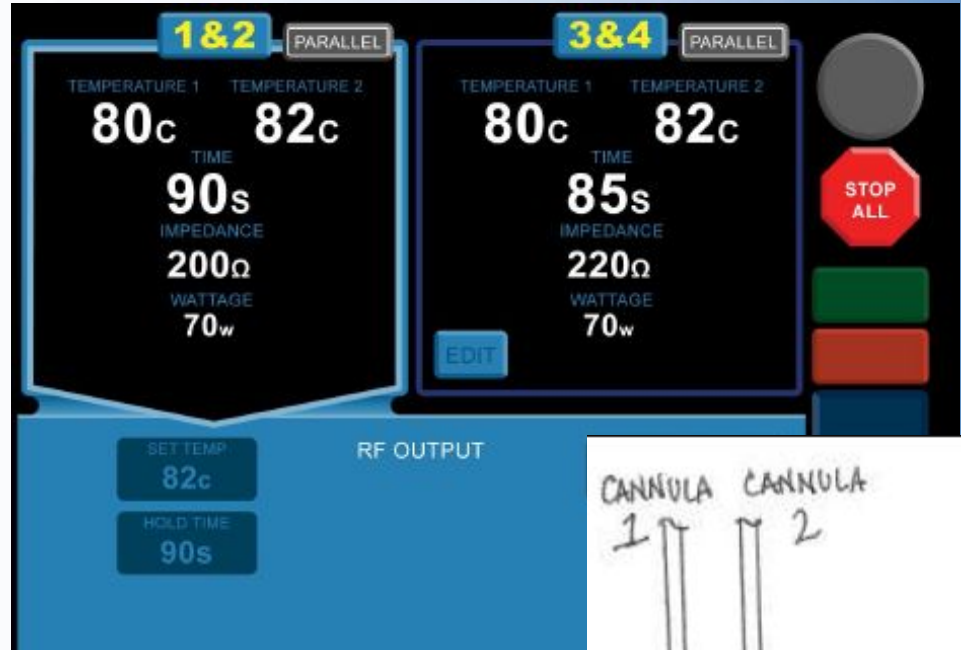 1&2 PARALLEL
TEMPERATURE 1 TEMPERATURE 2
80c 82c
TIME
90s
IMPEDANCE
200Ω
WATTAGE
70w
3&4 PARALLEL
TEMPERATURE 1 TEMPERATURE 2
80c 82c
TIME
85s
IMPEDANCE
220Ω
WATTAGE
70w
EDIT
STOP
ALL
SET TEMP
82c
HOLD TIME
90s
RF OUTPUT
CANNULA CANNULA
1 2